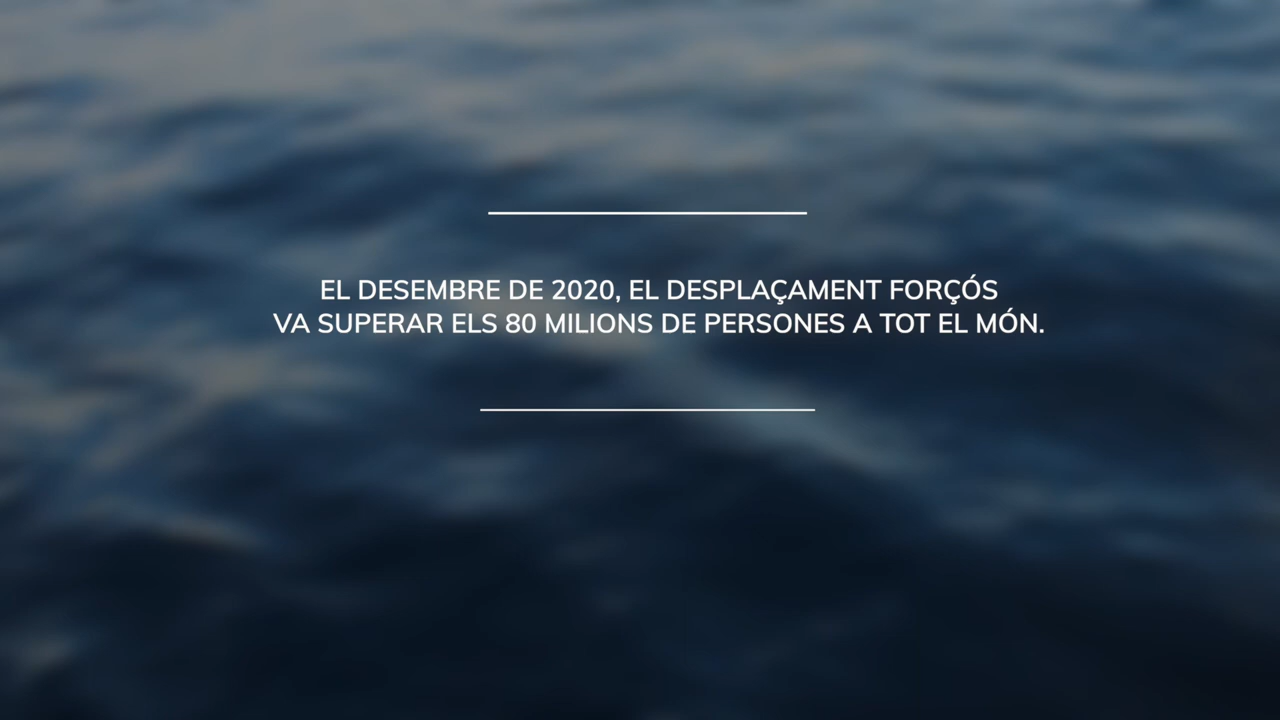 EL DESEMBRE DE 2020, EL DESPLAÇAMENT FORÇÓS
VA SUPERAR ELS 80 MILIONS DE PERSONES A TOT EL MÓN.